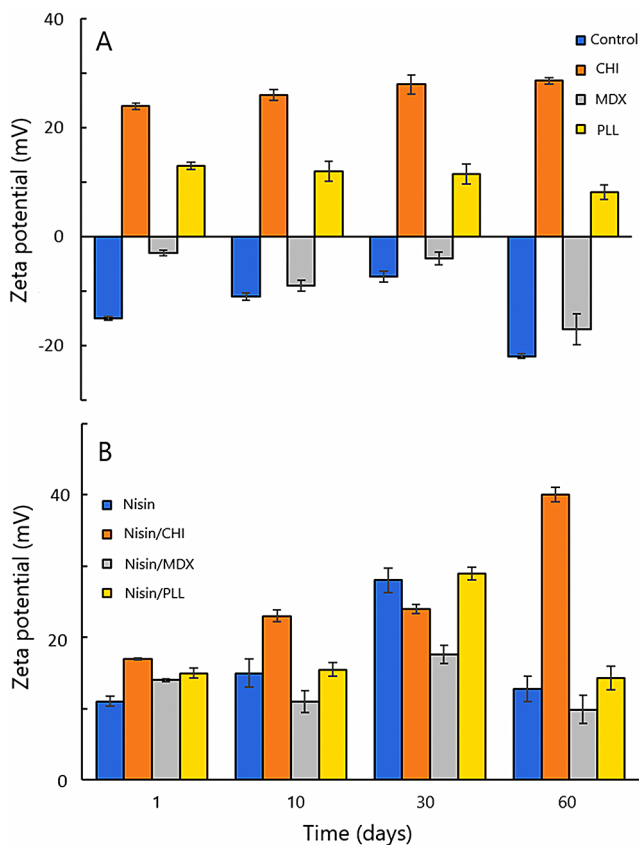 40
A
Control
CHI
MDX
PLL
20
0
-20
Zeta potential (mV)
B
Nisin
Nisin/CHI
Nisin/MDX
Nisin/PLL
40
20
0
Zeta potential (mV)
1 10 30 60
Time (days)